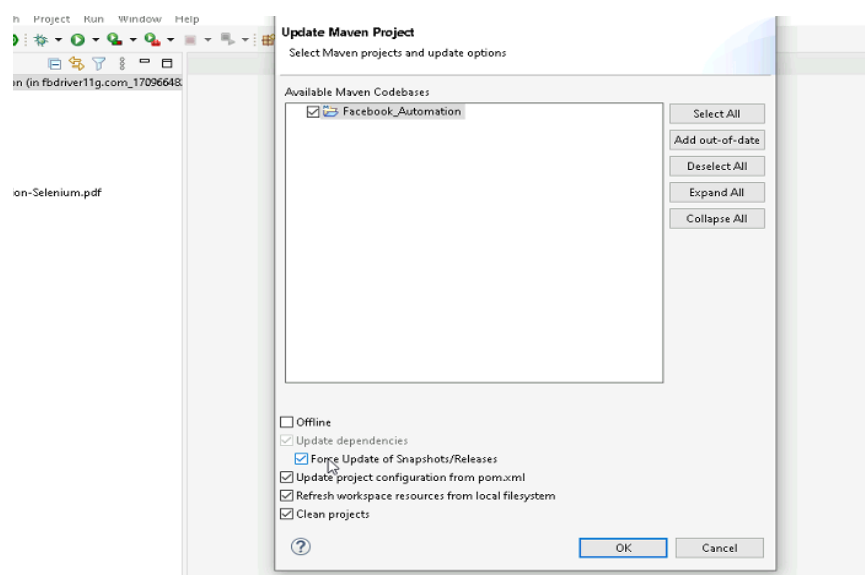 Project Run Window Help
Update Maven Project
Select Maven projects and update options
on (in fbdriver11g.com_17096648
Available Maven Codebases
Facebook_Automation
Select All
Add out-of-date
Deselect All
ion-Selenium.pdf
Expand All
Collapse All
Offline
Update dependencies
Force Update of Snapshots/Releases
Update project configuration from pom.xml
Refresh workspace resources from local filesystem
Clean projects
OK
Cancel